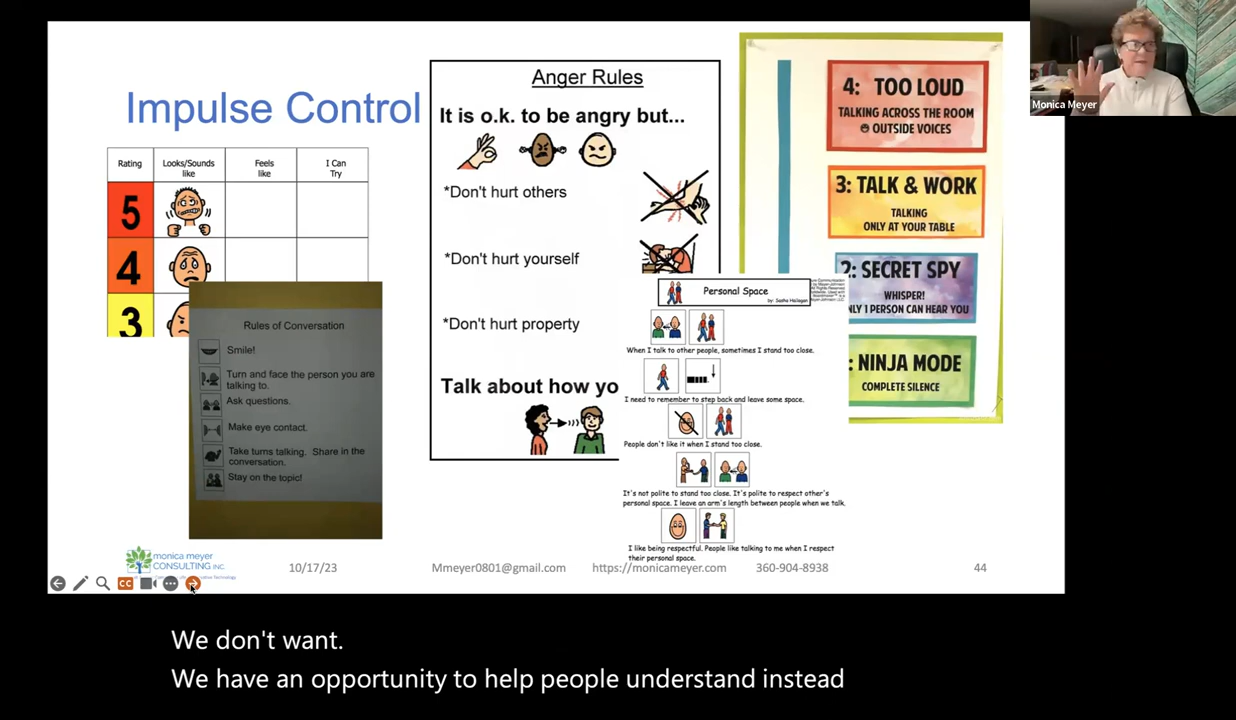 Impulse Control
Rating
Looks/Sounds
like
Feels
like
I Can
Try
5
4
3
Rules of Conversation
Smile!
Turn and face the person you are
talking to.
Ask questions.
Make eye contact.
Take turns talking. Share in the
conversation.
Stay on the topic!
Anger Rules
It is o.k. to be angry but...
*Don't hurt others
*Don't hurt yourself
*Don't hurt property
Talk about how yo
Personal Space
by: Sasha Hallagan
When I talk to other people, sometimes I stand too close.
I need to remember to step back and leave some space.
People don't like it when I stand too close.
It's not polite to stand too close. It's polite to respect other's
personal space. I leave an arm's length between people when we talk.
I like being respectful. People like talking to me when I respect
their personal space.
4: TOO LOUD
TALKING ACROSS THE ROOM
OUTSIDE VOICES
3: TALK & WORK
TALKING
ONLY AT YOUR TABLE
2: SECRET SPY
WHISPER!
NLY 1 PERSON CAN HEAR YOU
: NINJA MODE
COMPLETE SILENCE
Monica Meyer
monica meyer
CONSULTING INC.
10/17/23
Mmeyer0801@gmail.com
https://monicameyer.com
360-904-8938
44
CC
We don't want.
We have an opportunity to help people understand instead